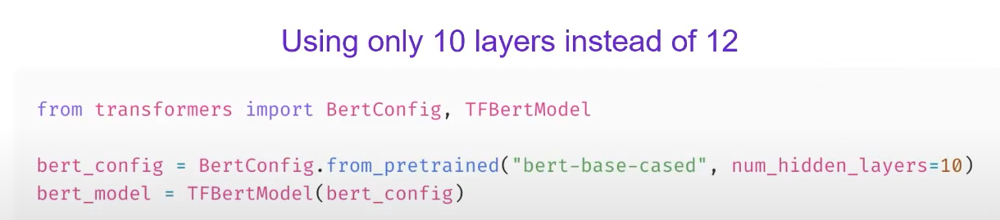 Using only 10 layers instead of 12
from transformers import BertConfig, TFBertModel
bert_config = BertConfig.from_pretrained("bert-base-cased", num_hidden_layers=10)
bert_model = TFBertModel(bert_config)